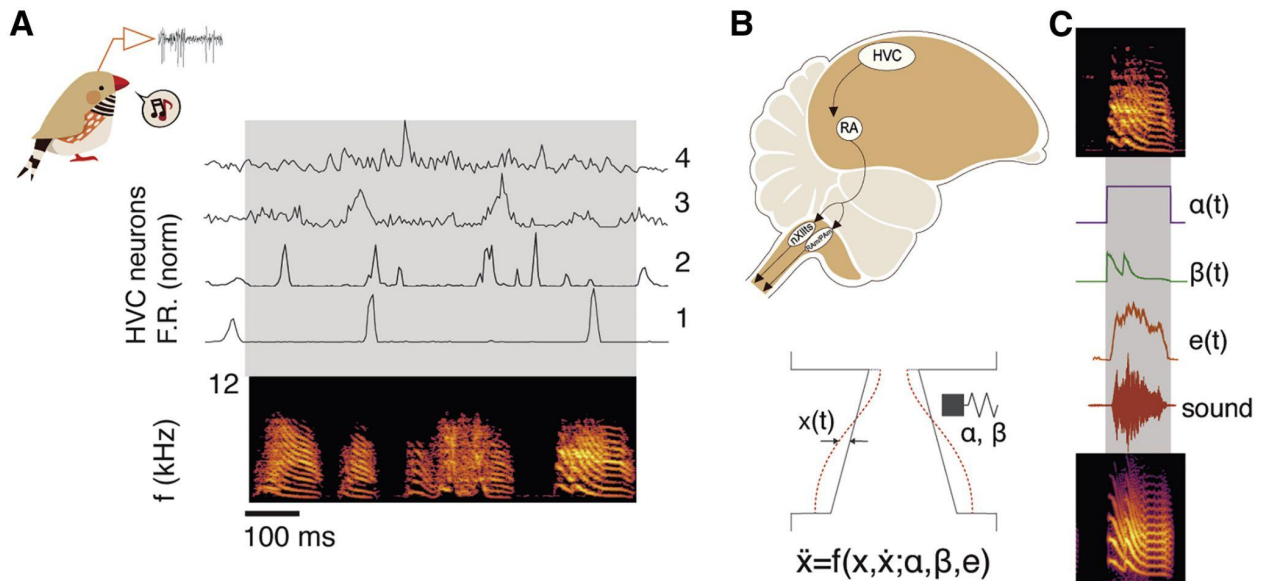 A
B
C
HVC neurons
F.R. (norm)
4
3
2
1
12
f (kHz)
100 ms
HVC
RA
nXIIts
RAm/PAm
x(t)
α, β
ẍ=f(x,ẋ;α,β,e)
α(t)
β(t)
e(t)
sound